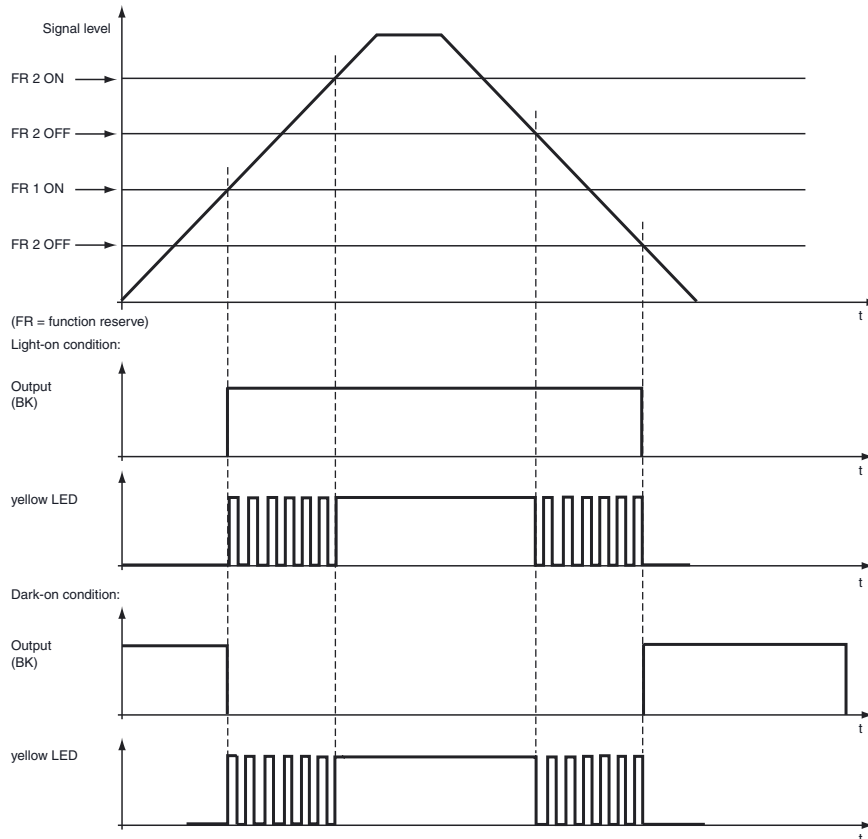 Signal level
FR 2 ON
FR 2 OFF
FR 1 ON
FR 2 OFF
t
(FR = function reserve)
Light-on condition:
Output
(BK)
t
yellow LED
t
Dark-on condition:
Output
(BK)
t
yellow LED
t